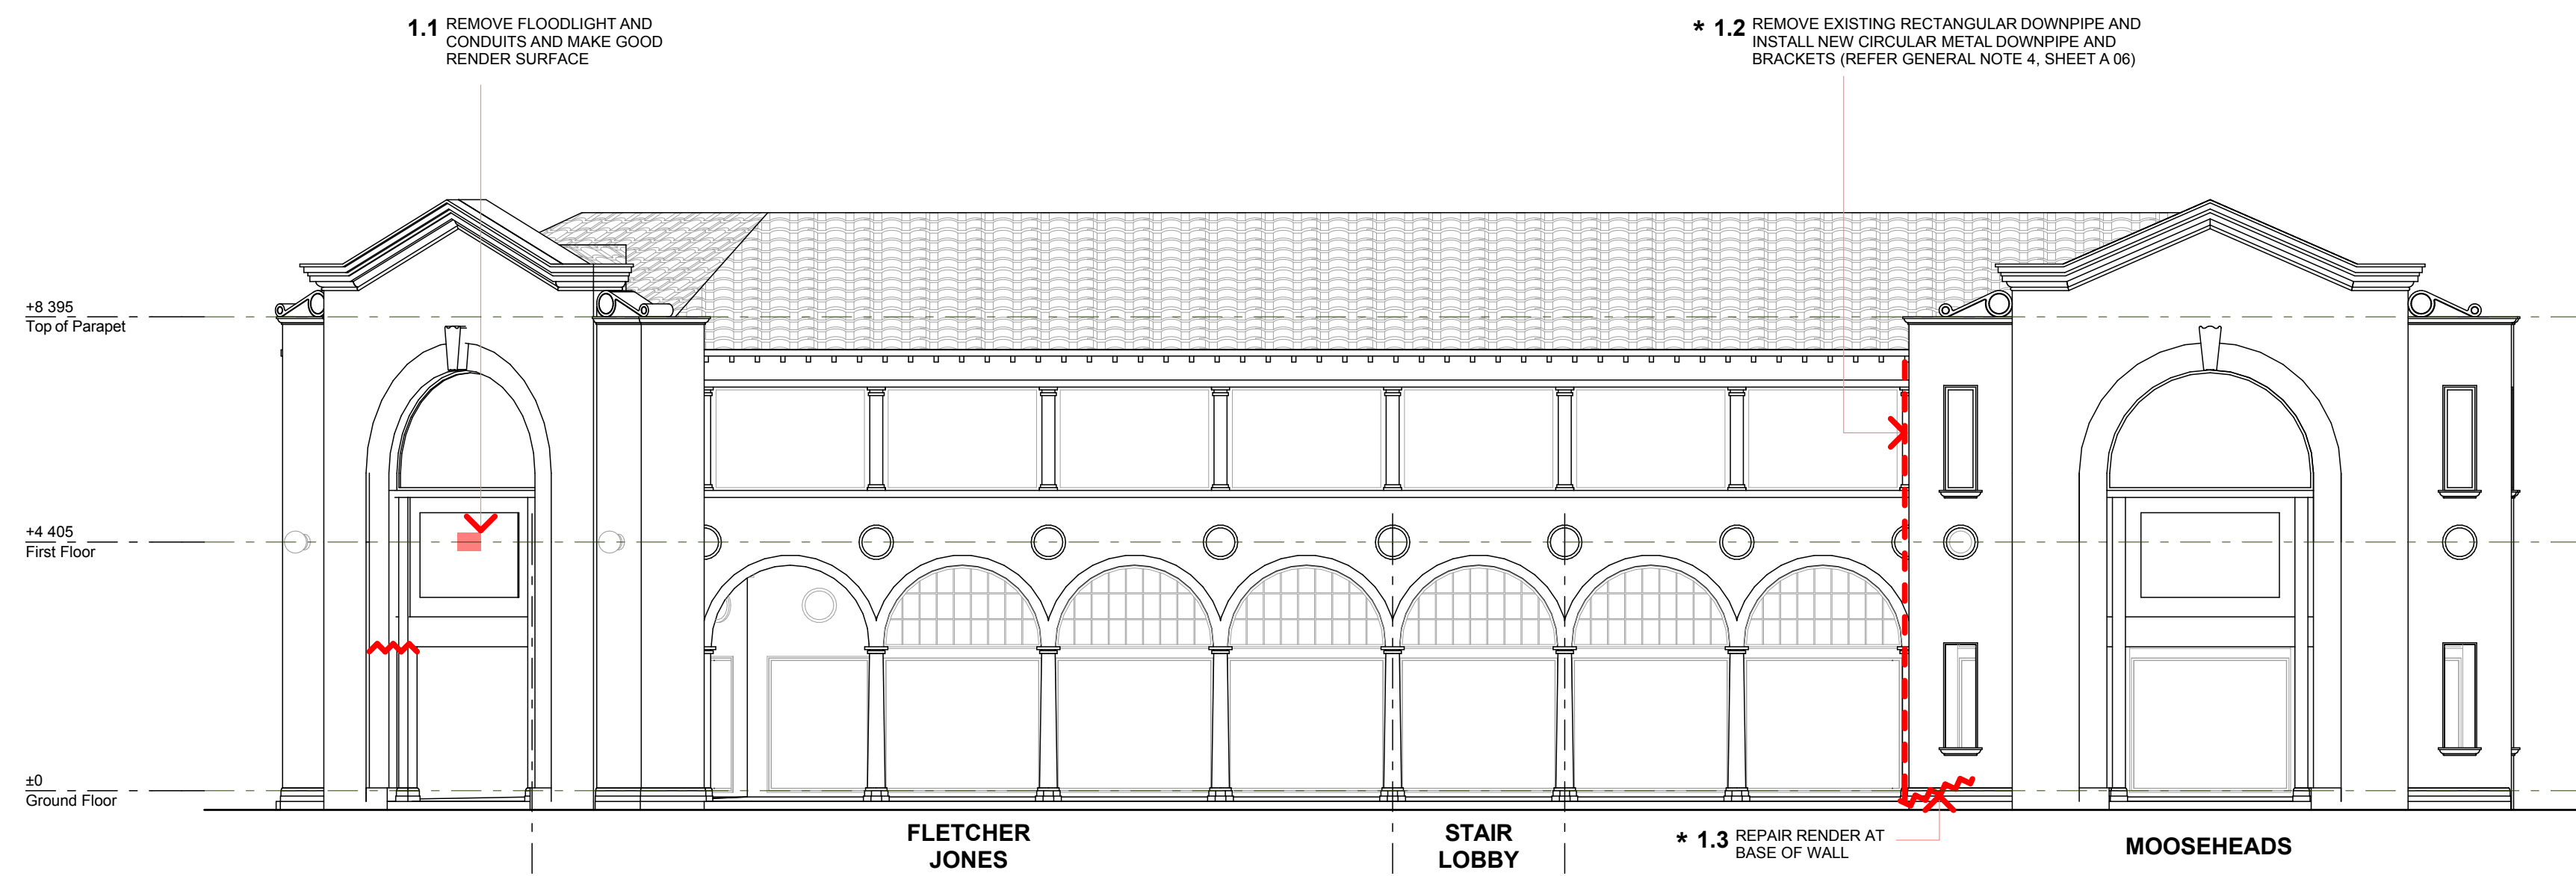 1.1 REMOVE FLOODLIGHT AND
CONDUITS AND MAKE GOOD
RENDER SURFACE
* 1.2 REMOVE EXISTING RECTANGULAR DOWNPIPE AND
INSTALL NEW CIRCULAR METAL DOWNPIPE AND
BRACKETS (REFER GENERAL NOTE 4, SHEET A 06)
+8 395
Top of Parapet
+4 405
First Floor
±0
Ground Floor
FLETCHER
JONES
STAIR
LOBBY
* 1.3 REPAIR RENDER AT
BASE OF WALL
MOOSEHEADS